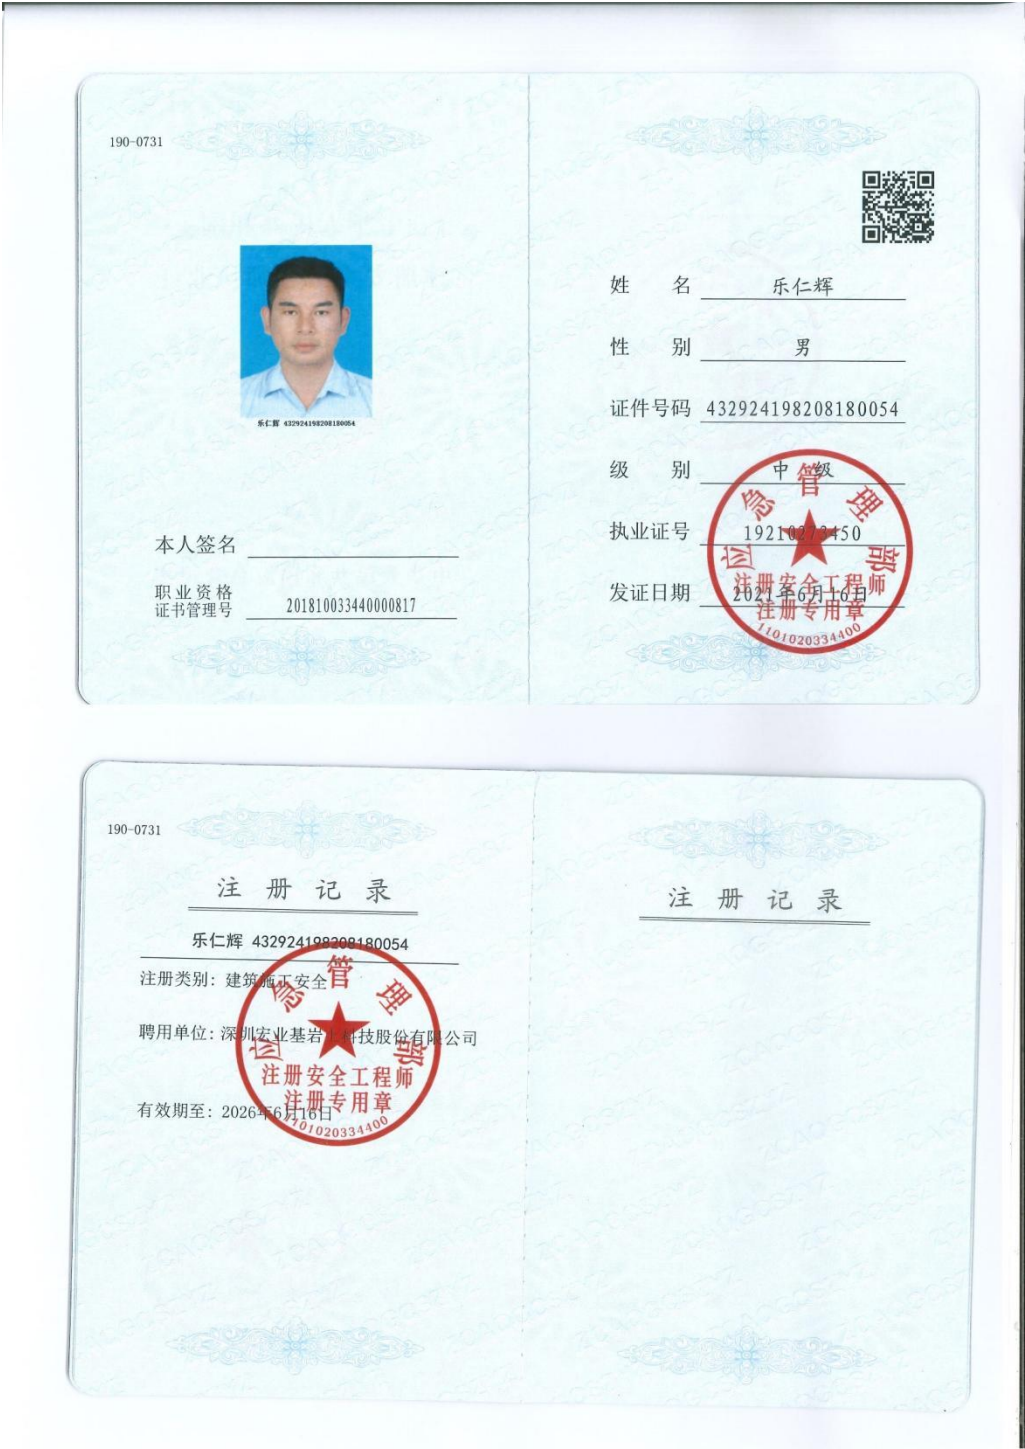 190-0731
乐仁辉 432924198208180054
本人签名
职业资格
证书管理号 201810033440000817
姓 名 乐仁辉
性 别 男
证件号码 432924198208180054
级 别 中 级
执业证号 19210273450
发证日期 2021年6月16日
应急管理部
注册安全工程师
注册专用章
1101020334400
190-0731
注 册 记 录
乐仁辉 432924198208180054
注册类别: 建筑施工安全
聘用单位: 深圳宏业基岩土科技股份有限公司
有效期至: 2026年6月16日
应急管理部
注册安全工程师
注册专用章
1101020334400
注 册 记 录